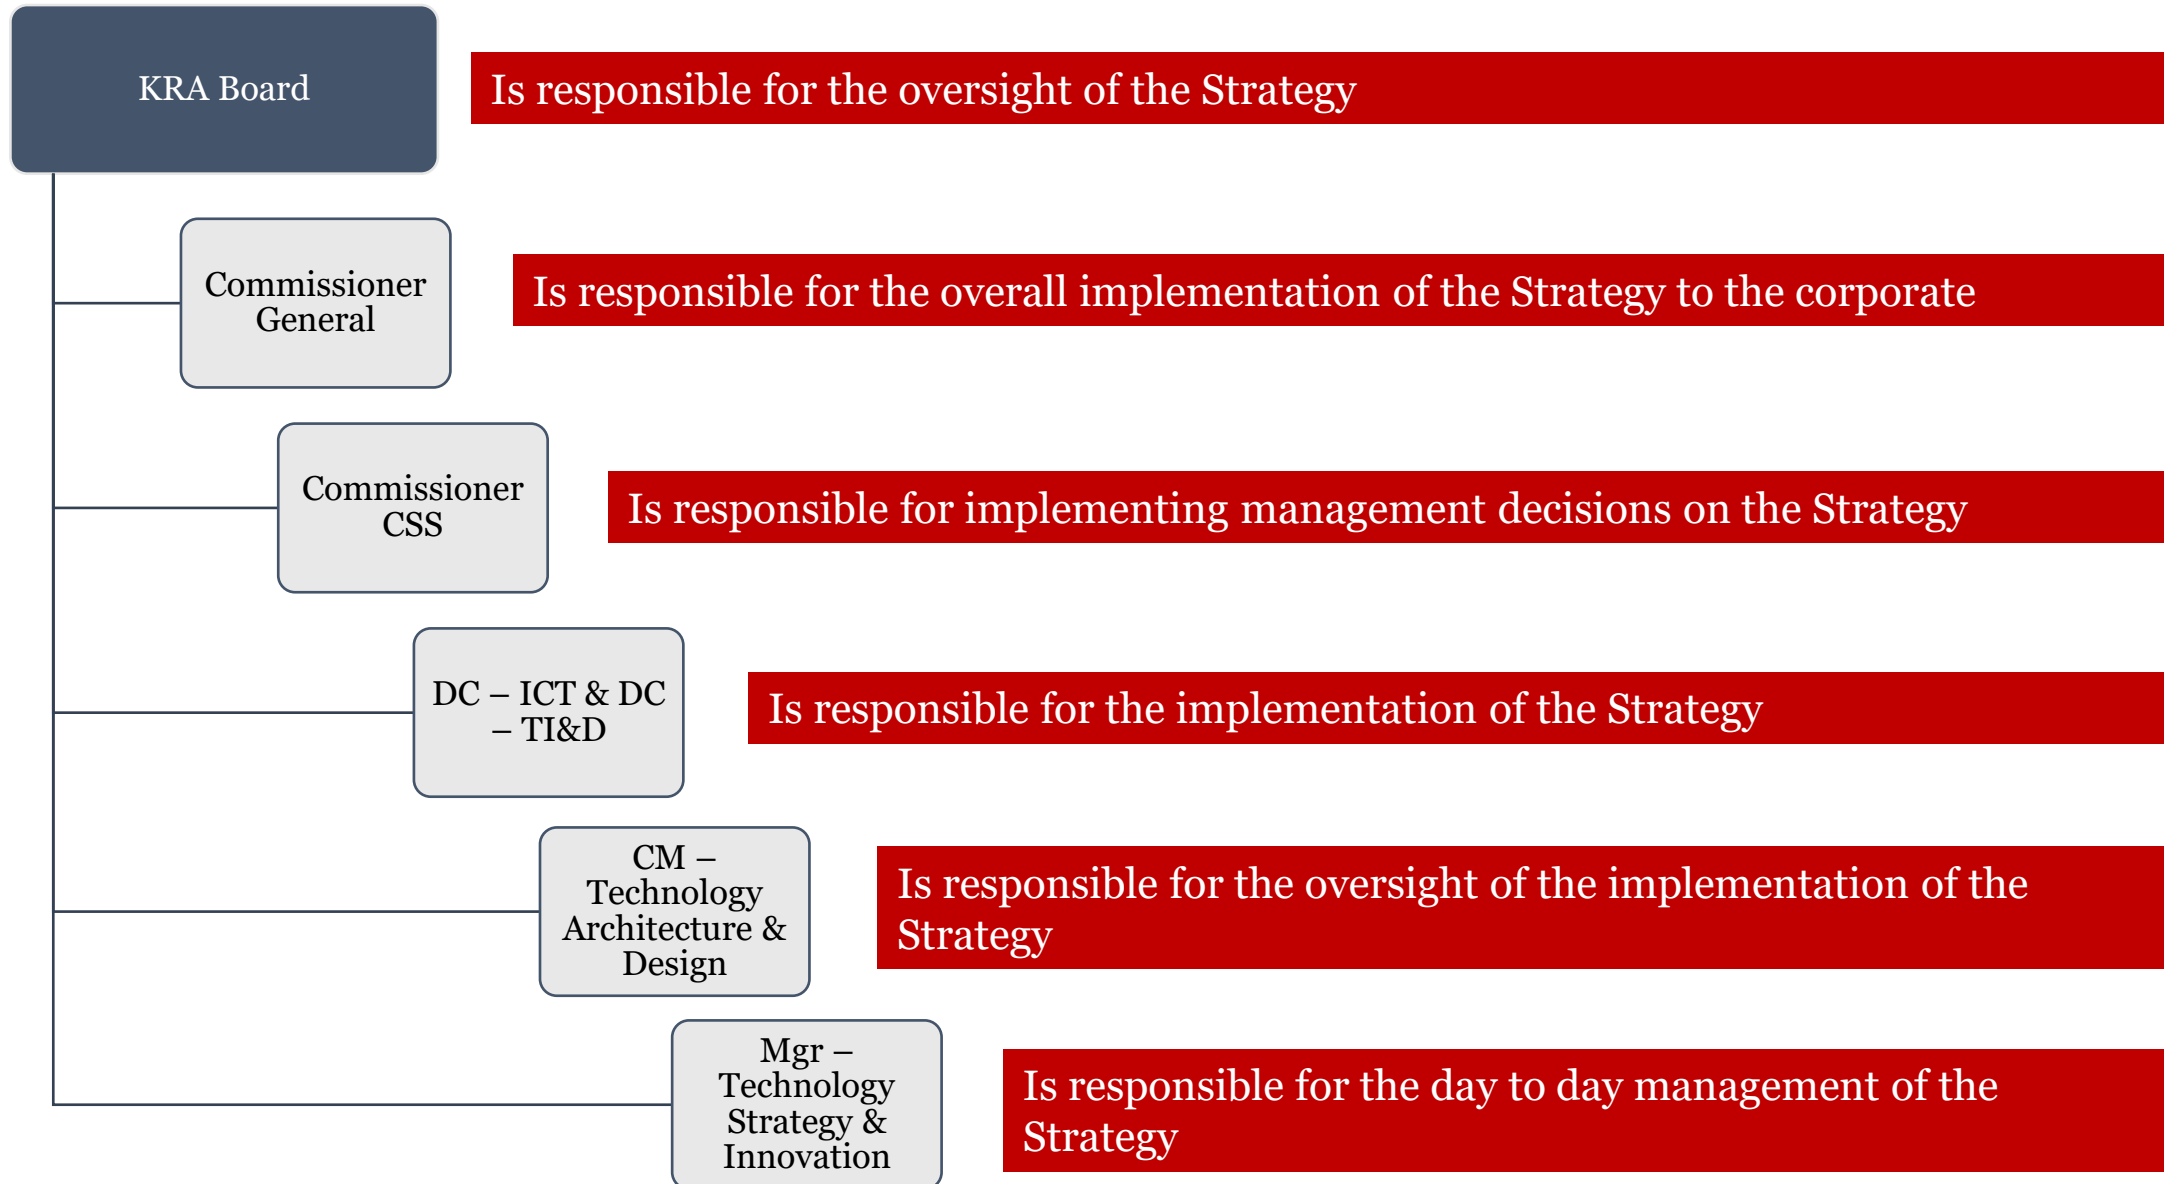 KRA Board
Is responsible for the oversight of the Strategy
Commissioner
General
Is responsible for the overall implementation of the Strategy to the corporate
Commissioner
CSS
Is responsible for implementing management decisions on the Strategy
DC – ICT & DC
– TI&D
Is responsible for the implementation of the Strategy
CM –
Technology
Architecture &
Design
Is responsible for the oversight of the implementation of the
Strategy
Mgr –
Technology
Strategy &
Innovation
Is responsible for the day to day management of the
Strategy